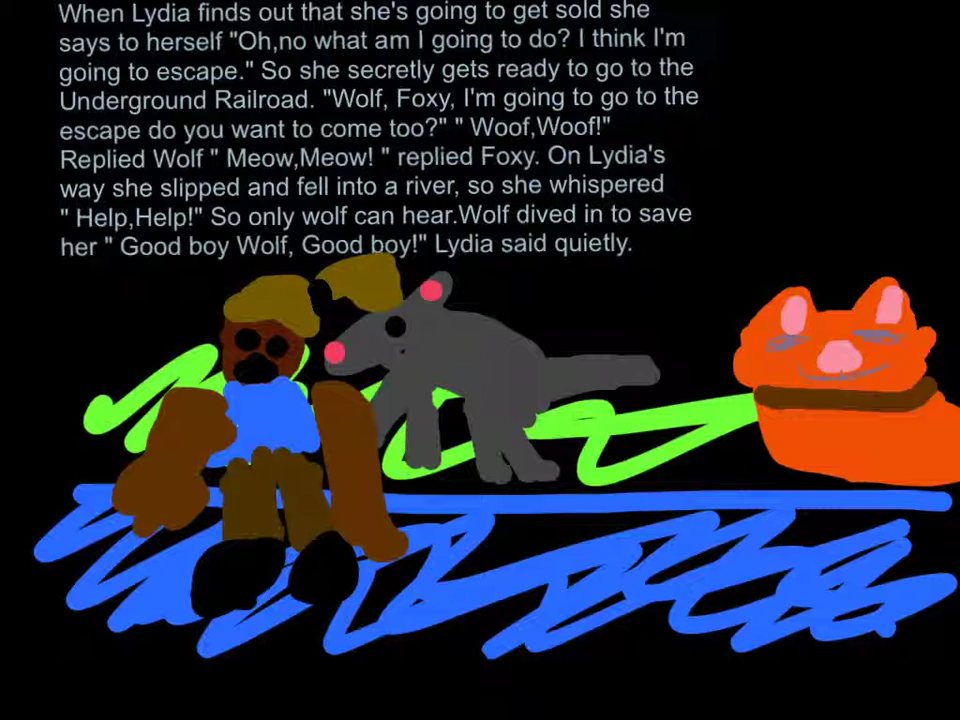 When Lydia finds out that she's going to get sold she
says to herself "Oh,no what am I going to do? I think I'm
going to escape." So she secretly gets ready to go to the
Underground Railroad. "Wolf, Foxy, I'm going to go to the
escape do you want to come too?" " Woof,Woof!"
Replied Wolf " Meow,Meow! " replied Foxy. On Lydia's
way she slipped and fell into a river, so she whispered
" Help,Help!" So only wolf can hear.Wolf dived in to save
her " Good boy Wolf, Good boy!" Lydia said quietly.